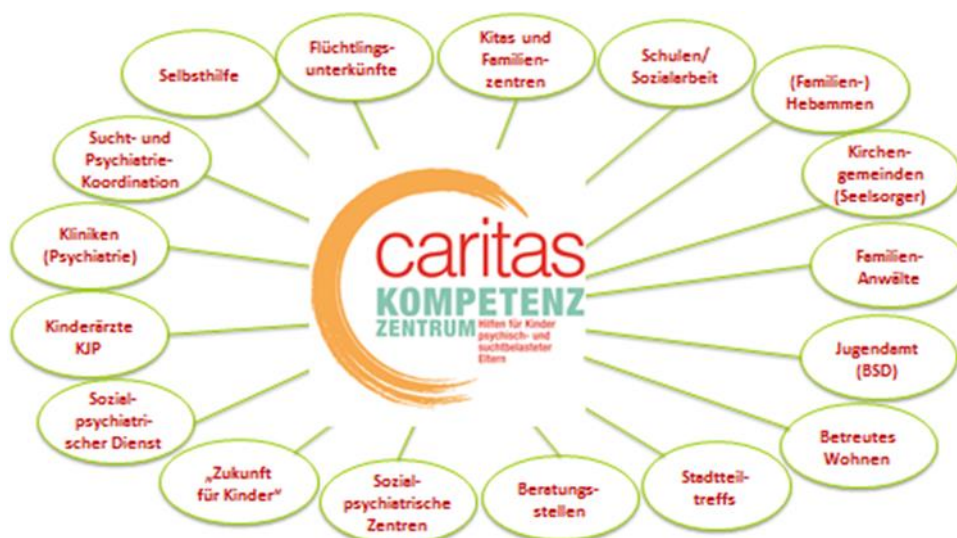 Selbsthilfe
Flüchtlings-
unterkünfte
Kitas und
Familien-
zentren
Schulen/
Sozialarbeit
(Familien-)
Hebammen
Kirchen-
gemeinden
(Seelsorger)
Familien-
Anwälte
Jugendamt
(BSD)
Betreutes
Wohnen
Stadtteil-
treffs
Beratungs-
stellen
Sozial-
psychiatrische
Zentren
„Zukunft
für Kinder“
Sozial-
psychiatri-
scher Dienst
Kinderärzte
KJP
Kliniken
(Psychiatrie)
Sucht- und
Psychiatrie-
Koordination
caritas
KOMPETENZ
ZENTRUM
Hilfen für Kinder
psychisch- und
suchtbelasteter
Eltern